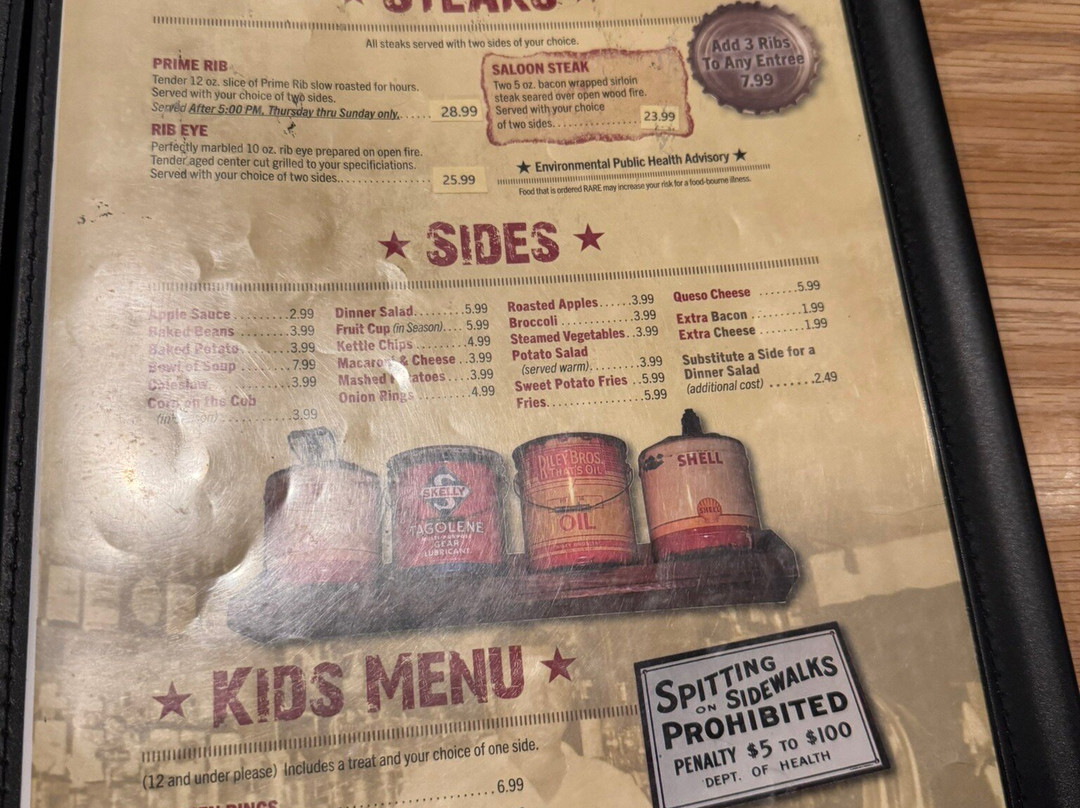 STEAKS
All steaks served with two sides of your choice.
PRIME RIB
Tender 12 oz. slice of Prime Rib slow roasted for hours.
Served with your choice of two sides.
Served After 5:00 PM, Thursday thru Sunday only....... 28.99
RIB EYE
Perfectly marbled 10 oz. rib eye prepared on open fire.
Tender aged center cut grilled to your specificiations.
Served with your choice of two sides.................. 25.99
SALOON STEAK
Two 5 oz. bacon wrapped sirloin
steak seared over open wood fire.
Served with your choice
of two sides.................... 23.99
Add 3 Ribs
To Any Entree
7.99
★ Environmental Public Health Advisory ★
Food that is ordered RARE may increase your risk for a food-bourne illness.
★ SIDES ★
Apple Sauce.........2.99
Baked Beans.........3.99
Baked Potato........3.99
Bowl of Soup........7.99
Coleslaw............3.99
Corn on the Cob
(in Season)............3.99
Dinner Salad.........5.99
Fruit Cup (in Season).... 5.99
Kettle Chips.........4.99
Macaroni & Cheese..3.99
Mashed Potatoes....3.99
Onion Rings.........4.99
Roasted Apples......3.99
Broccoli............3.99
Steamed Vegetables..3.99
Potato Salad
(served warm).........3.99
Sweet Potato Fries..5.99
Fries................5.99
Queso Cheese.......5.99
Extra Bacon.........1.99
Extra Cheese........1.99
Substitute a Side for a
Dinner Salad
(additional cost).......2.49
SKELLY
S
TAGOLENE
GEAR
LUBRICANT
RILEY BROS.
THAT'S OIL
OIL
SHELL
SHELL
★ KIDS MENU ★
(12 and under please) Includes a treat and your choice of one side.
RINGS
6.99
SPITTING
ON SIDEWALKS
PROHIBITED
PENALTY $5 TO $100
DEPT. OF HEALTH